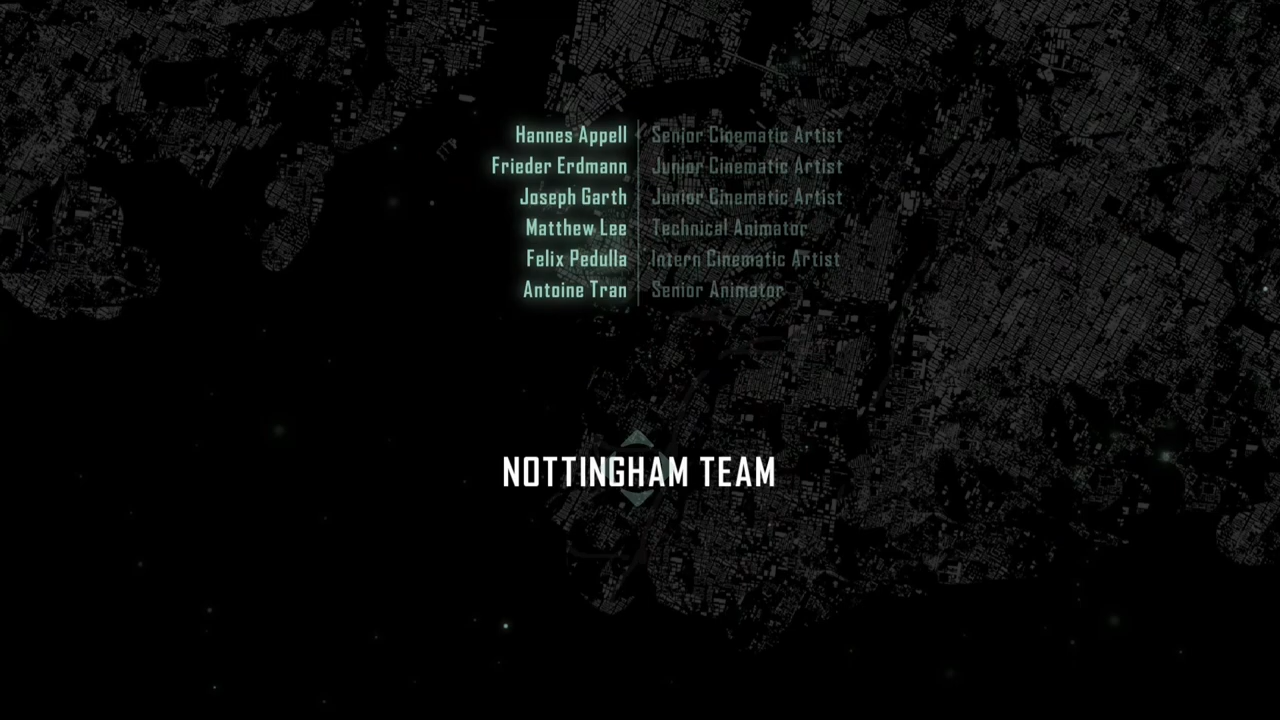 Hannes Appell Senior Cinematic Artist
Frieder Erdmann Junior Cinematic Artist
Joseph Garth Junior Cinematic Artist
Matthew Lee Technical Animator
Felix Pedulla Intern Cinematic Artist
Antoine Tran Senior Animator
NOTTINGHAM TEAM